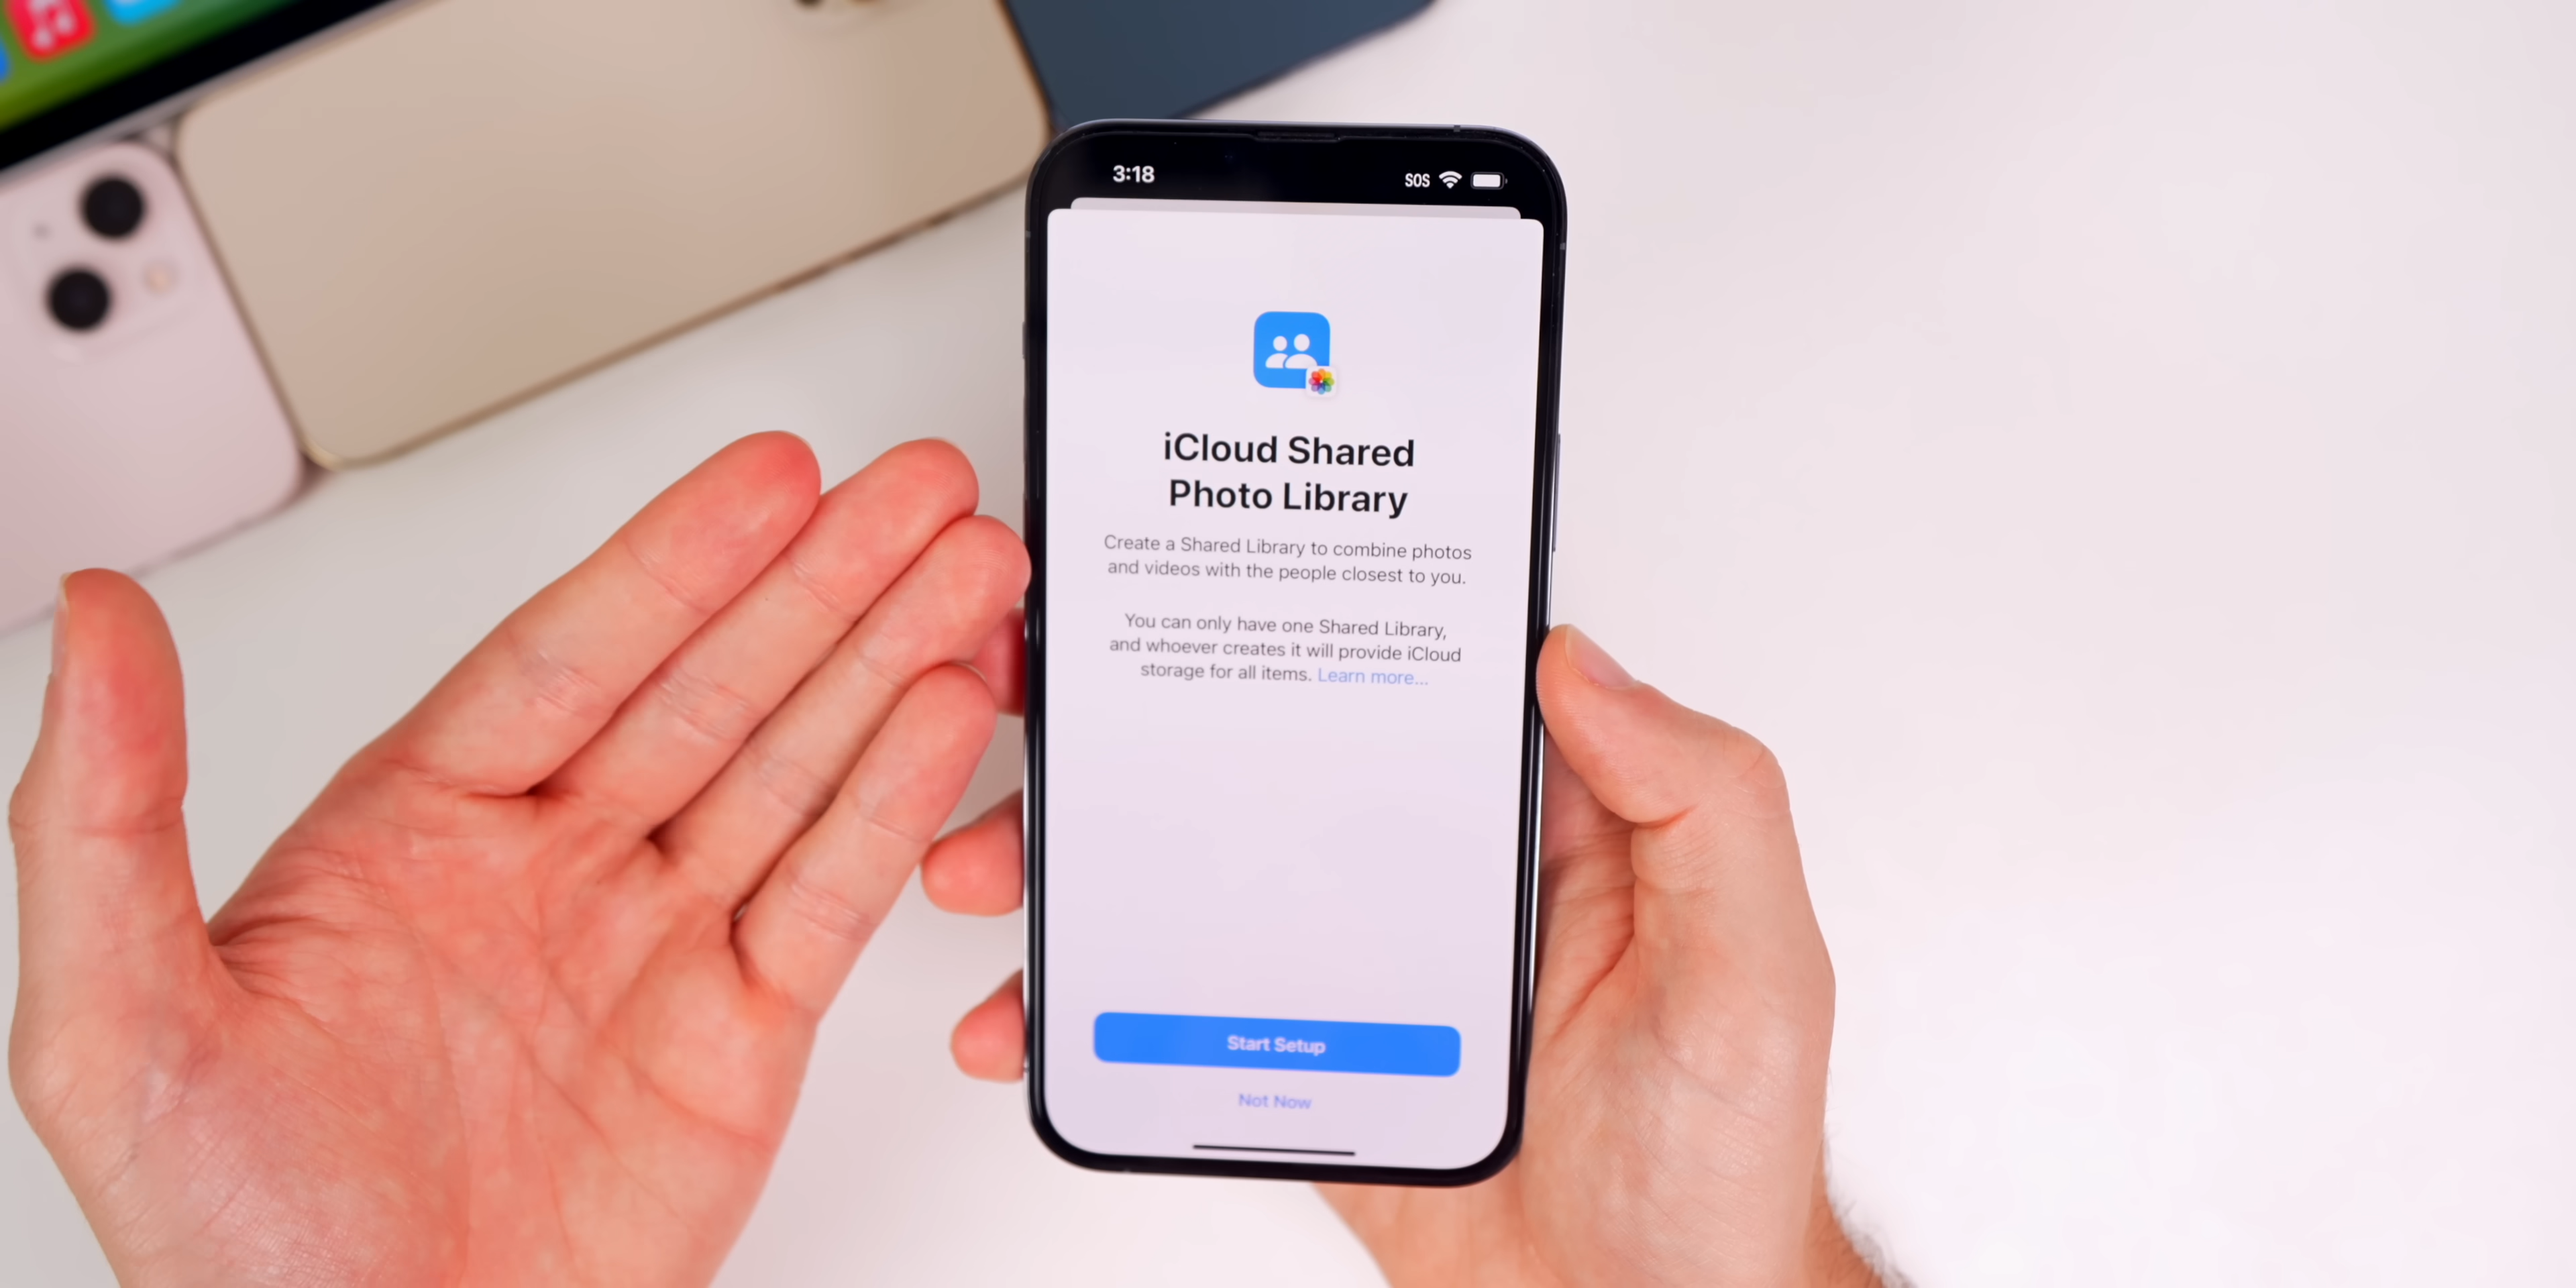 3:18 SOS
iCloud Shared
Photo Library
Create a Shared Library to combine photos
and videos with the people closest to you.
You can only have one Shared Library,
and whoever creates it will provide iCloud
storage for all items. Learn more...
Start Setup
Not Now